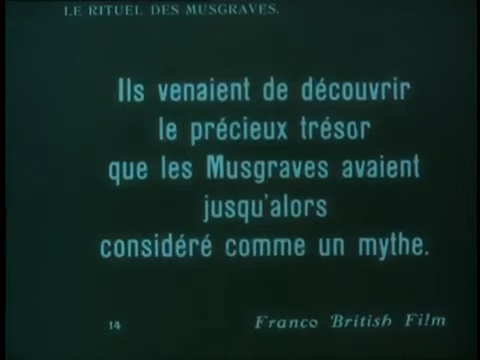 LE RITUEL DES MUSGRAVES.
Ils venaient de découvrir
le précieux trésor
que les Musgraves avaient
jusqu'alors
considéré comme un mythe.
14
Franco British Film